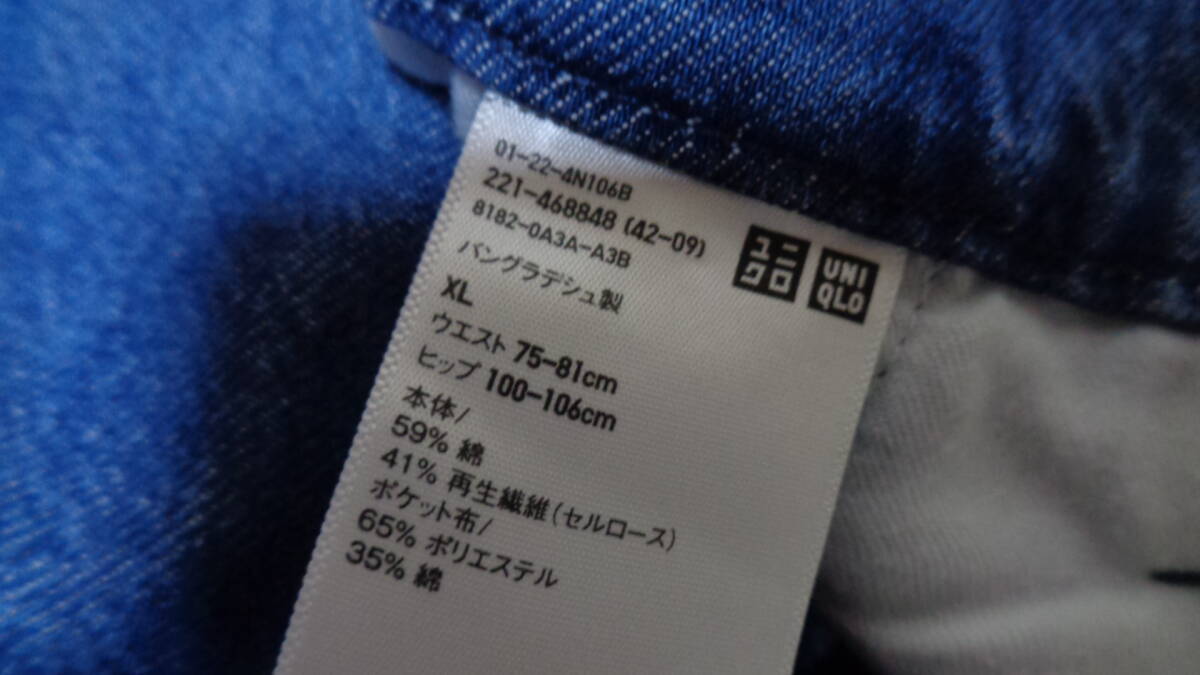 01-22-4N106B
221-468848 (42-09)
8182-0A3A-A3B
バングラデシュ製
XL
ウエスト 75-81cm
ヒップ 100-106cm
本体/
59% 綿
41% 再生繊維(セルロース)
ポケット布/
65% ポリエステル
35% 綿
ユニ
クロ
UNI
QLO